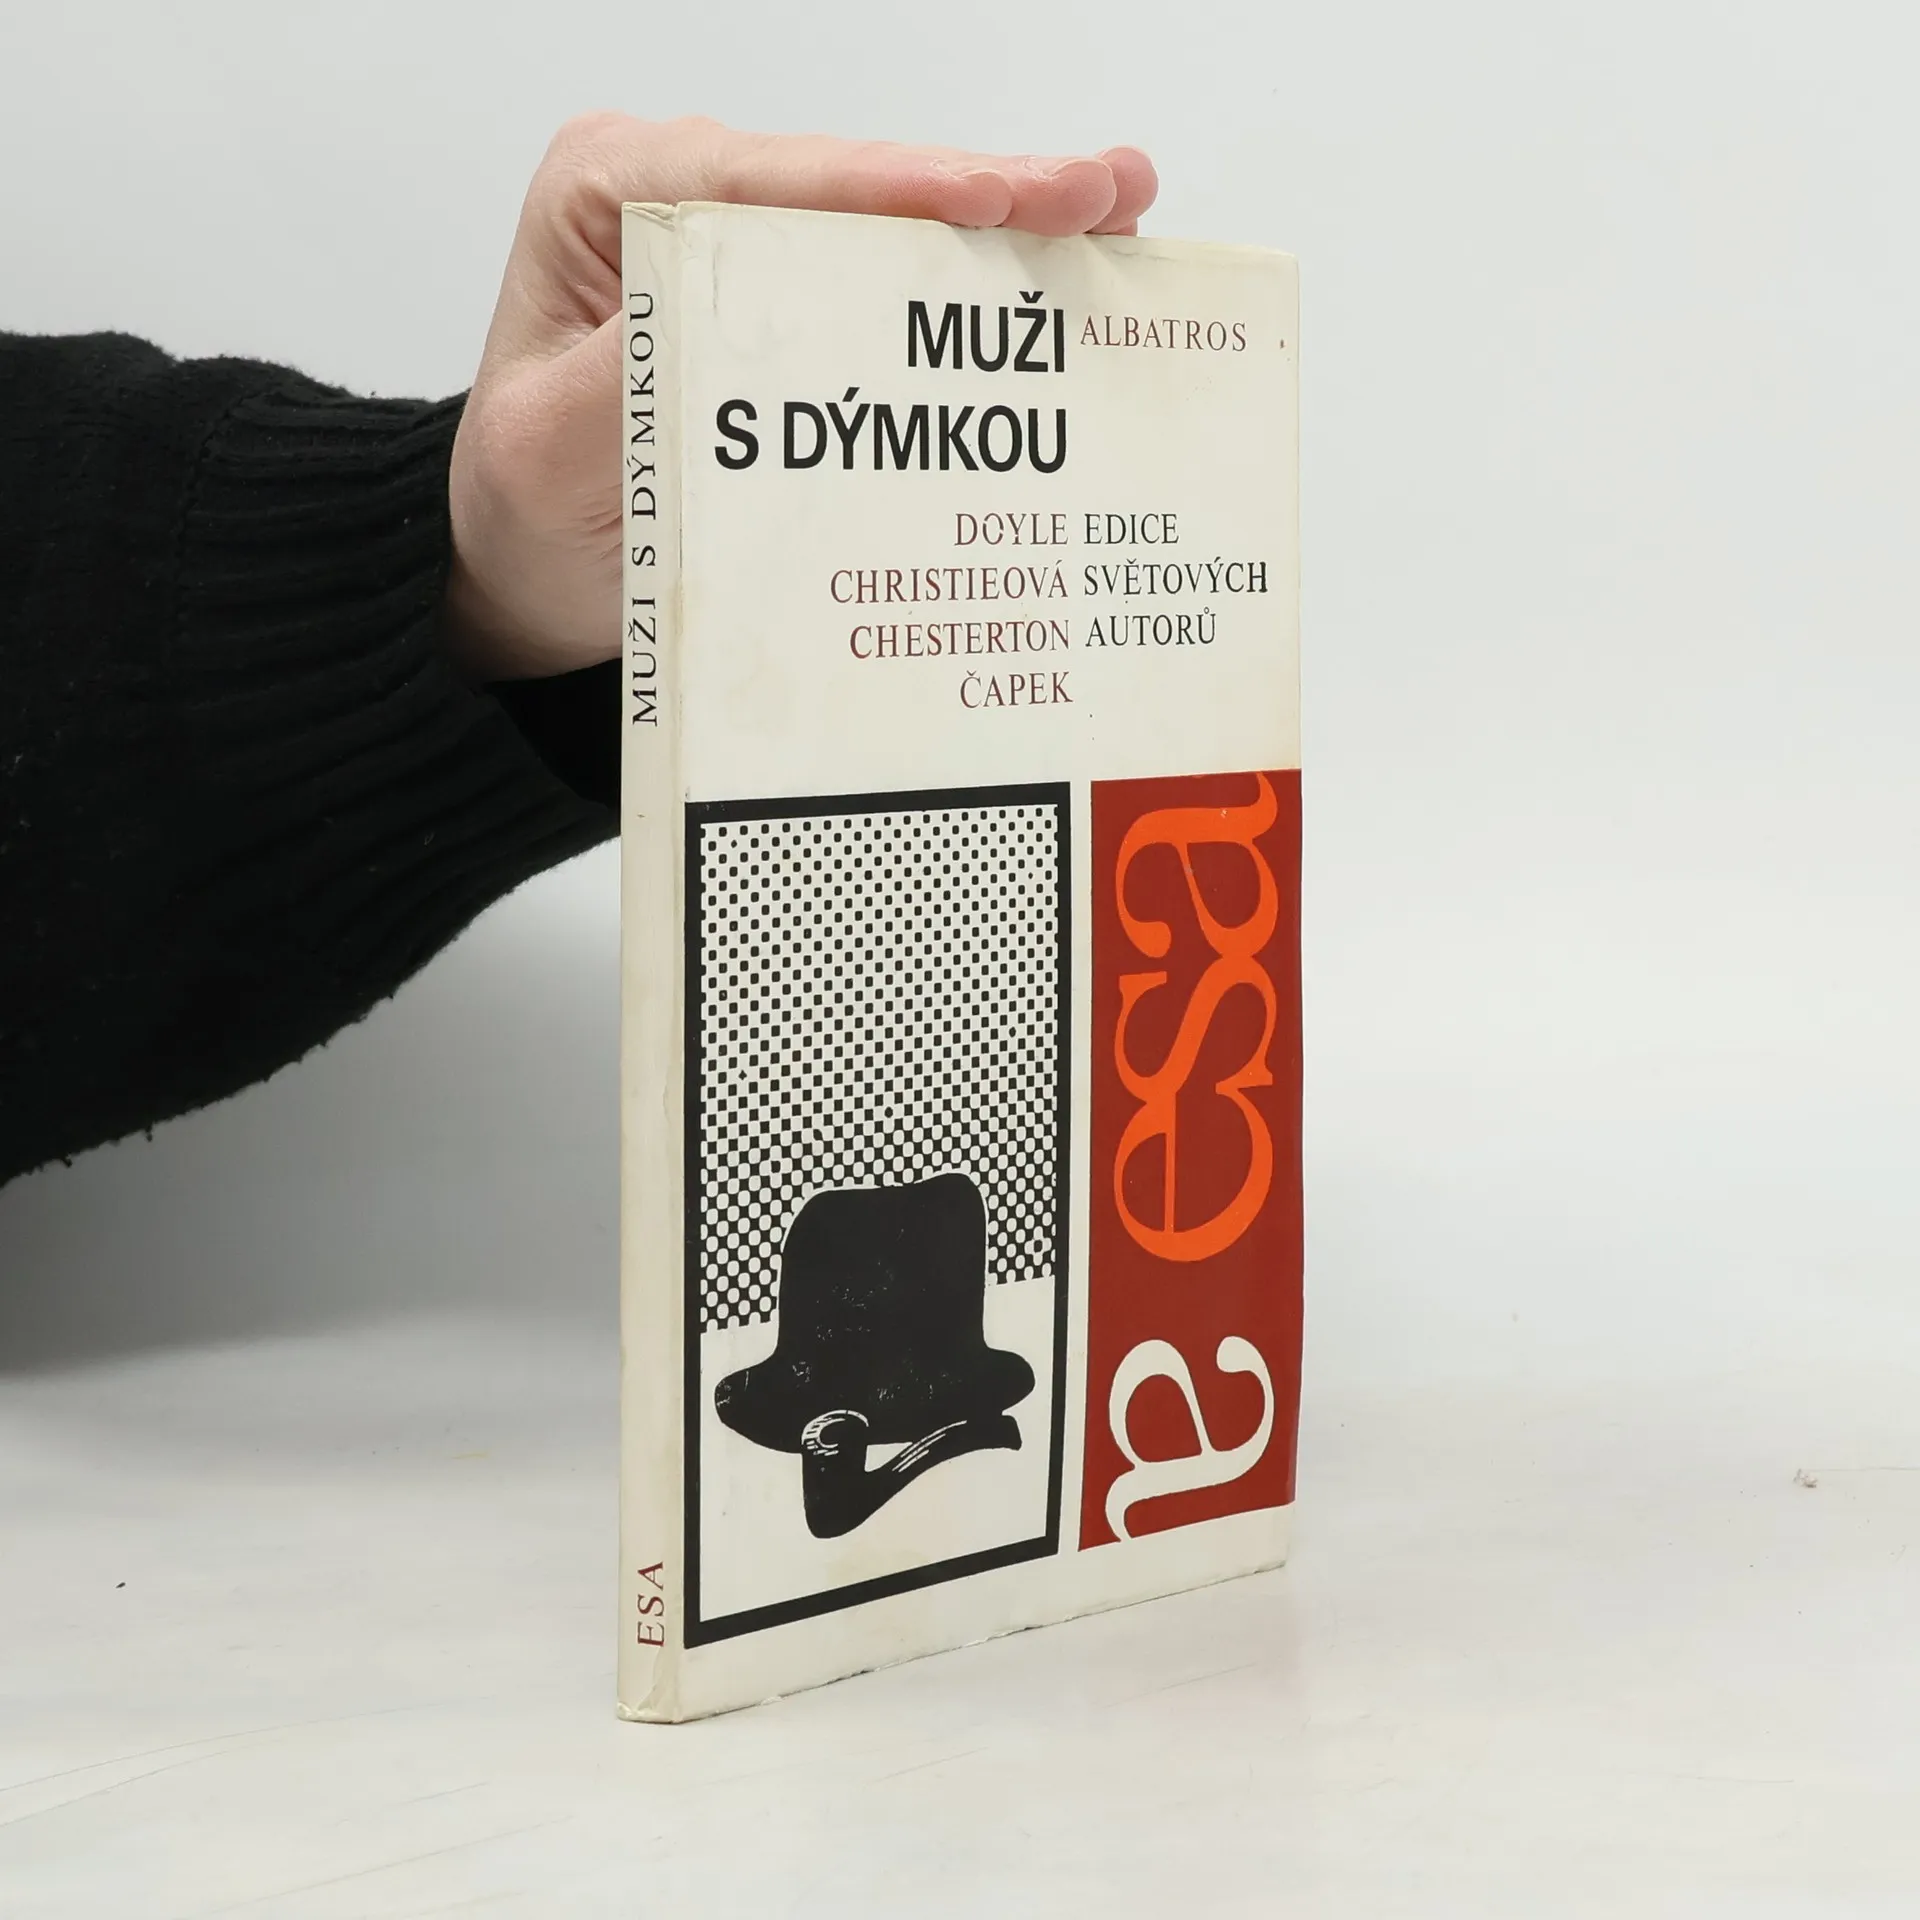 MUŽI S DÝMKOU
ESA
MUŽI
S DÝMKOU
ALBATROS
DOYLE
CHRISTIEOVÁ
CHESTERTON
ČAPEK
EDICE
SVĚTOVÝCH
AUTORŮ
esa